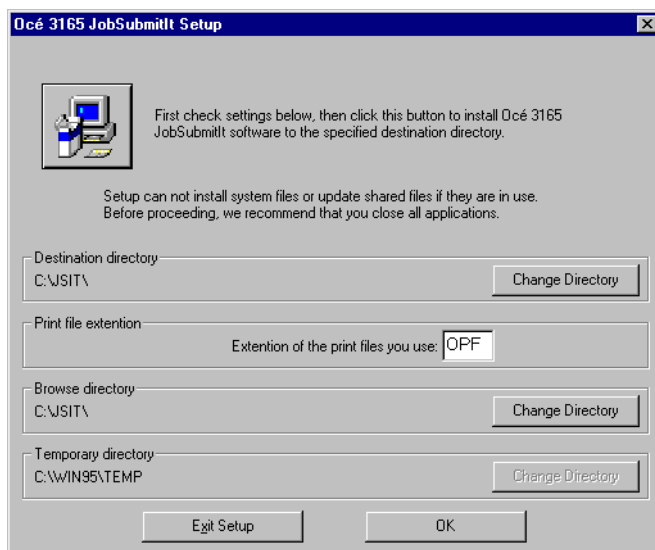 Océ 3165 JobSubmitIt Setup
First check settings below, then click this button to install Océ 3165
JobSubmitIt software to the specified destination directory.
Setup can not install system files or update shared files if they are in use.
Before proceeding, we recommend that you close all applications.
Destination directory
C:\JSIT\
Change Directory
Print file extention
Extention of the print files you use: OPF
Browse directory
C:\JSIT\
Change Directory
Temporary directory
C:\WIN95\TEMP
Change Directory
Exit Setup
OK